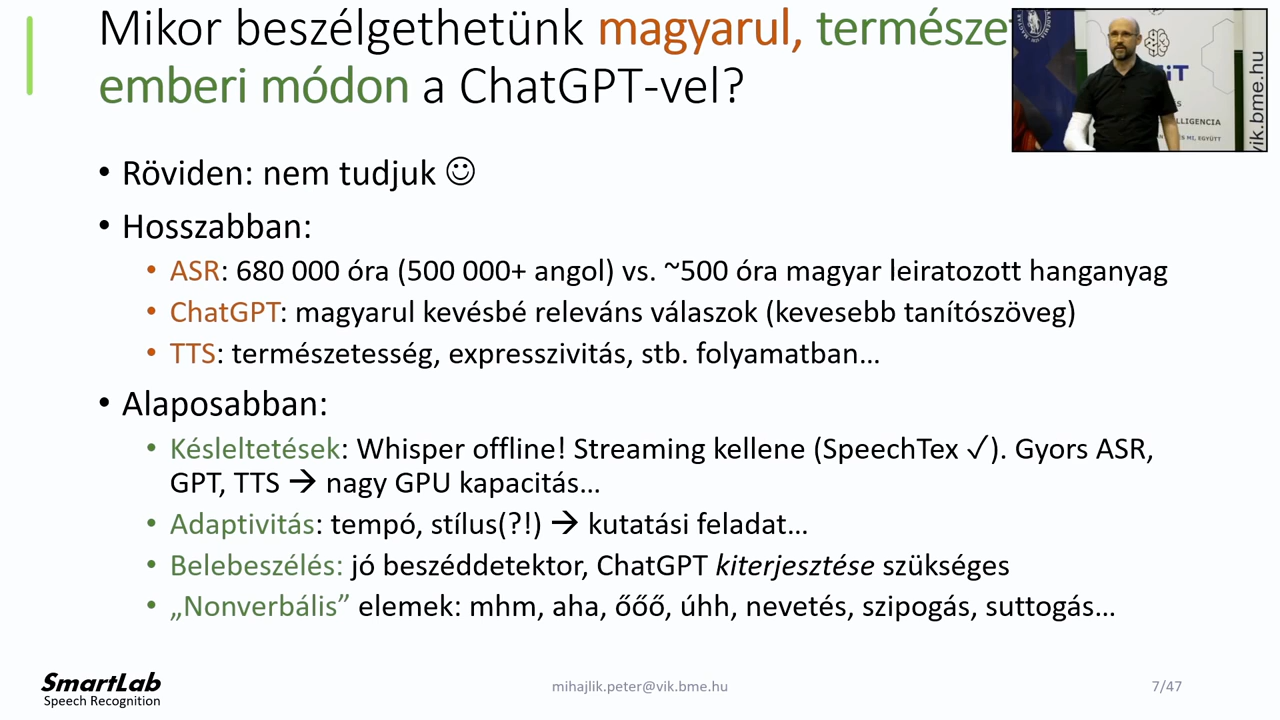 Mikor beszélgethetünk magyarul, természe
emberi módon a ChatGPT-vel?
• Röviden: nem tudjuk ☺
• Hosszabban:
• ASR: 680 000 óra (500 000+ angol) vs. ~500 óra magyar leiratozott hanganyag
• ChatGPT: magyarul kevésbé releváns válaszok (kevesebb tanítószöveg)
• TTS: természetesség, expresszivitás, stb. folyamatban...
• Alaposabban:
• Késleltetések: Whisper offline! Streaming kellene (SpeechTex ✓). Gyors ASR,
GPT, TTS → nagy GPU kapacitás...
• Adaptivitás: tempó, stílus(?!) → kutatási feladat...
• Belebeszélés: jó beszéddetektor, ChatGPT kiterjesztése szükséges
• „Nonverbális” elemek: mhm, aha, őőő, úhh, nevetés, szipogás, suttogás...
SmartLab
Speech Recognition
mihajlik.peter@vik.bme.hu
7/47
vik.bme.hu